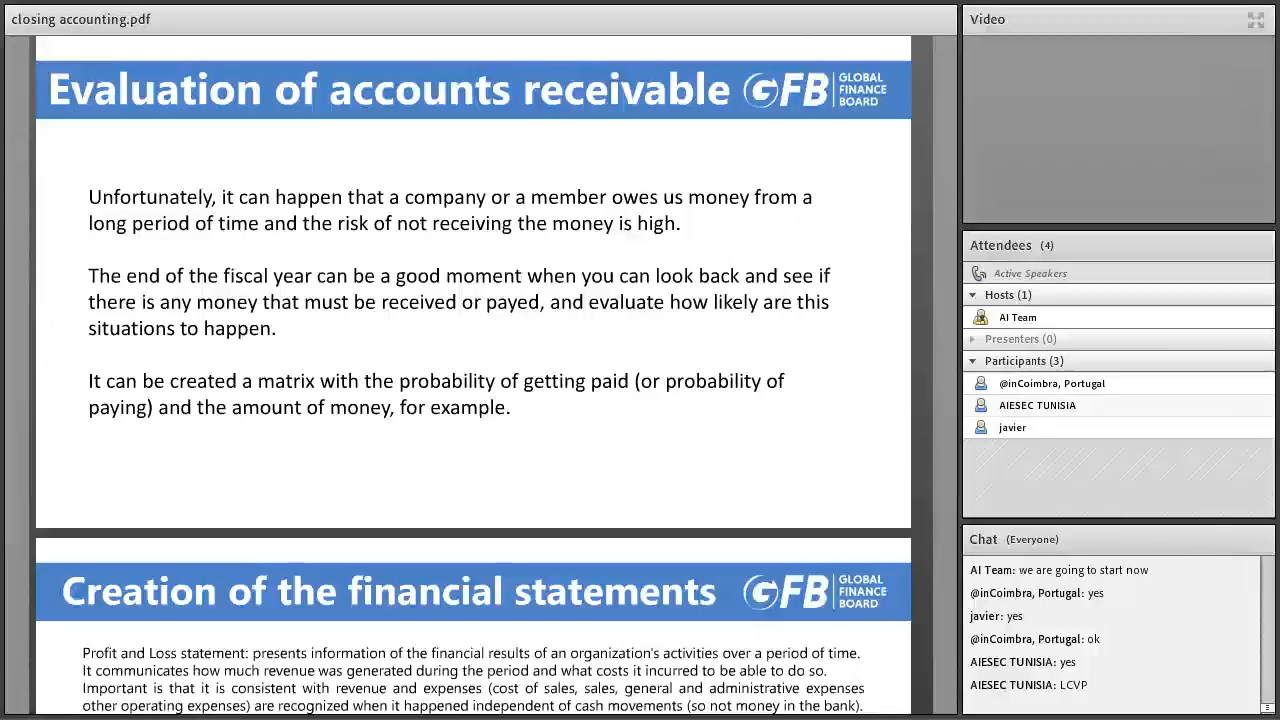 closing accounting.pdf
Evaluation of accounts receivable
GFB
GLOBAL
FINANCE
BOARD
Unfortunately, it can happen that a company or a member owes us money from a
long period of time and the risk of not receiving the money is high.
The end of the fiscal year can be a good moment when you can look back and see if
there is any money that must be received or payed, and evaluate how likely are this
situations to happen.
It can be created a matrix with the probability of getting paid (or probability of
paying) and the amount of money, for example.
Creation of the financial statements
GFB
GLOBAL
FINANCE
BOARD
Profit and Loss statement: presents information of the financial results of an organization's activities over a period of time.
It communicates how much revenue was generated during the period and what costs it incurred to be able to do so.
Important is that it is consistent with revenue and expenses (cost of sales, sales, general and administrative expenses
other operating expenses) are recognized when it happened independent of cash movements (so not money in the bank).
Video
Attendees (4)
Active Speakers
Hosts (1)
AI Team
Presenters (0)
Participants (3)
@inCoimbra, Portugal
AIESEC TUNISIA
javier
Chat (Everyone)
AI Team: we are going to start now
@inCoimbra, Portugal: yes
javier: yes
@inCoimbra, Portugal: ok
AIESEC TUNISIA: yes
AIESEC TUNISIA: LCVP